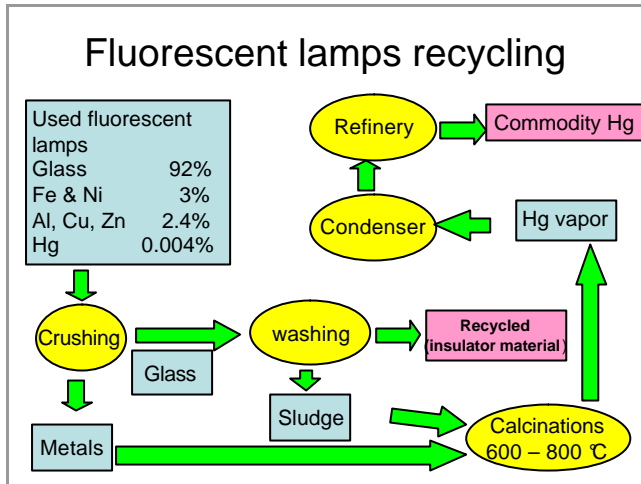 Fluorescent lamps recycling
Used fluorescent
lamps
Glass 92%
Fe & Ni 3%
Al, Cu, Zn 2.4%
Hg 0.004%
Refinery
Commodity Hg
Condenser
Hg vapor
Crushing
washing
Recycled
(insulator material)
Glass
Sludge
Metals
Calcinations
600 – 800 ℃